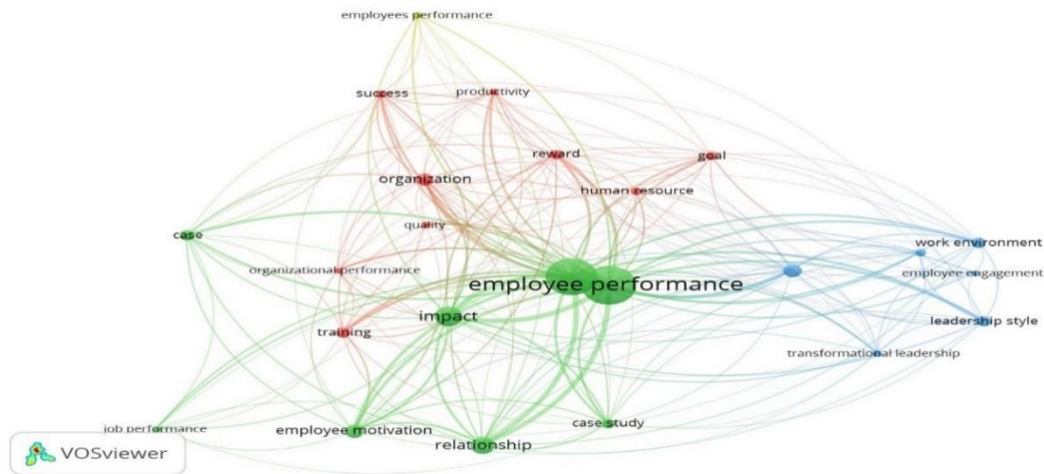 employees performance
success
productivity
reward
goal
organization
human resource
quality
case
work environment
organizational performance
employee engagement
employee performance
impact
leadership style
training
transformational leadership
case study
job performance
employee motivation
relationship
VOSviewer